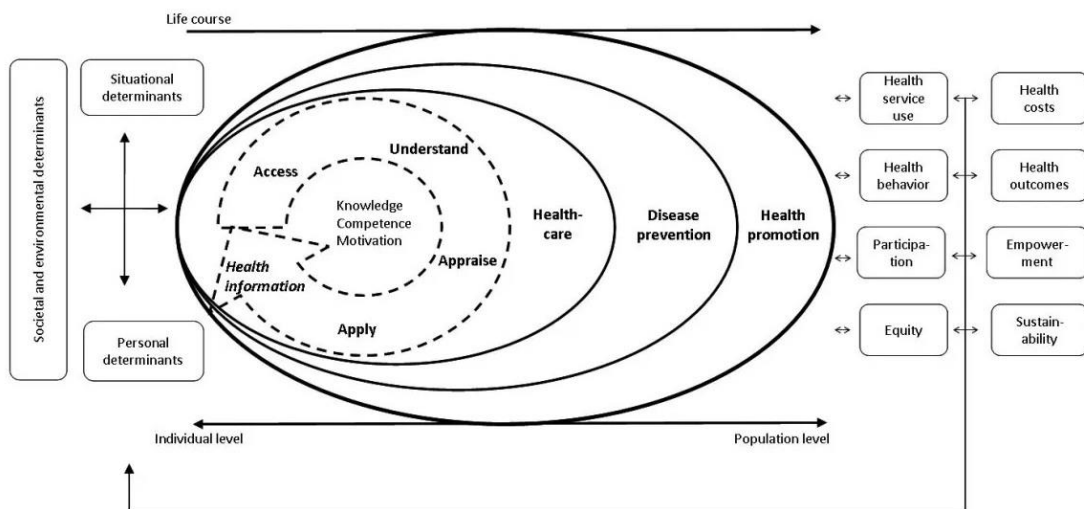 Life course
Societal and environmental determinants
Situational
determinants
Personal
determinants
Access
Understand
Knowledge
Competence
Motivation
Health
information
Appraise
Apply
Health-
care
Disease
prevention
Health
promotion
Health
service
use
Health
costs
Health
behavior
Health
outcomes
Participa-
tion
Empower-
ment
Equity
Sustain-
ability
Individual level
Population level